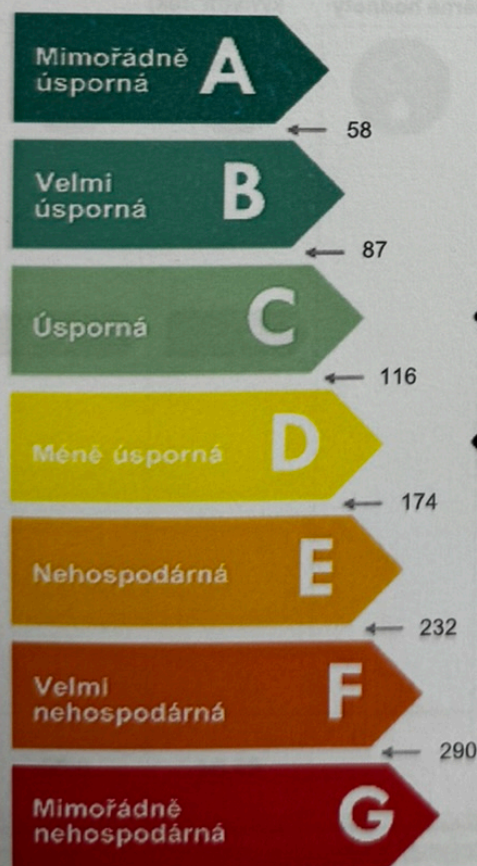 Mimořádně
úsporná
A
58
Velmi
úsporná
B
87
Úsporná
C
116
Méně úsporná
D
174
Nehospodárná
E
232
Velmi
nehospodárná
F
290
Mimořádně
nehospodárná
G